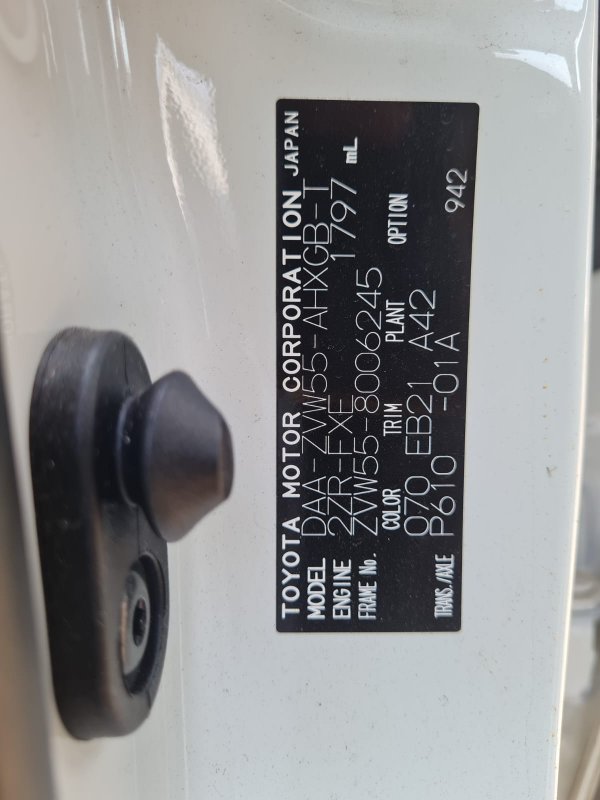 TOYOTA MOTOR CORPORATION JAPAN
MODEL DAA-ZVW55-AHXGB-T
ENGINE 2ZR-FXE 1797 mL
FRAME No. ZVW55-8006245
COLOR TRIM PLANT OPTION
070 EB21 A42
TRANS./AXLE P610 -01A 942